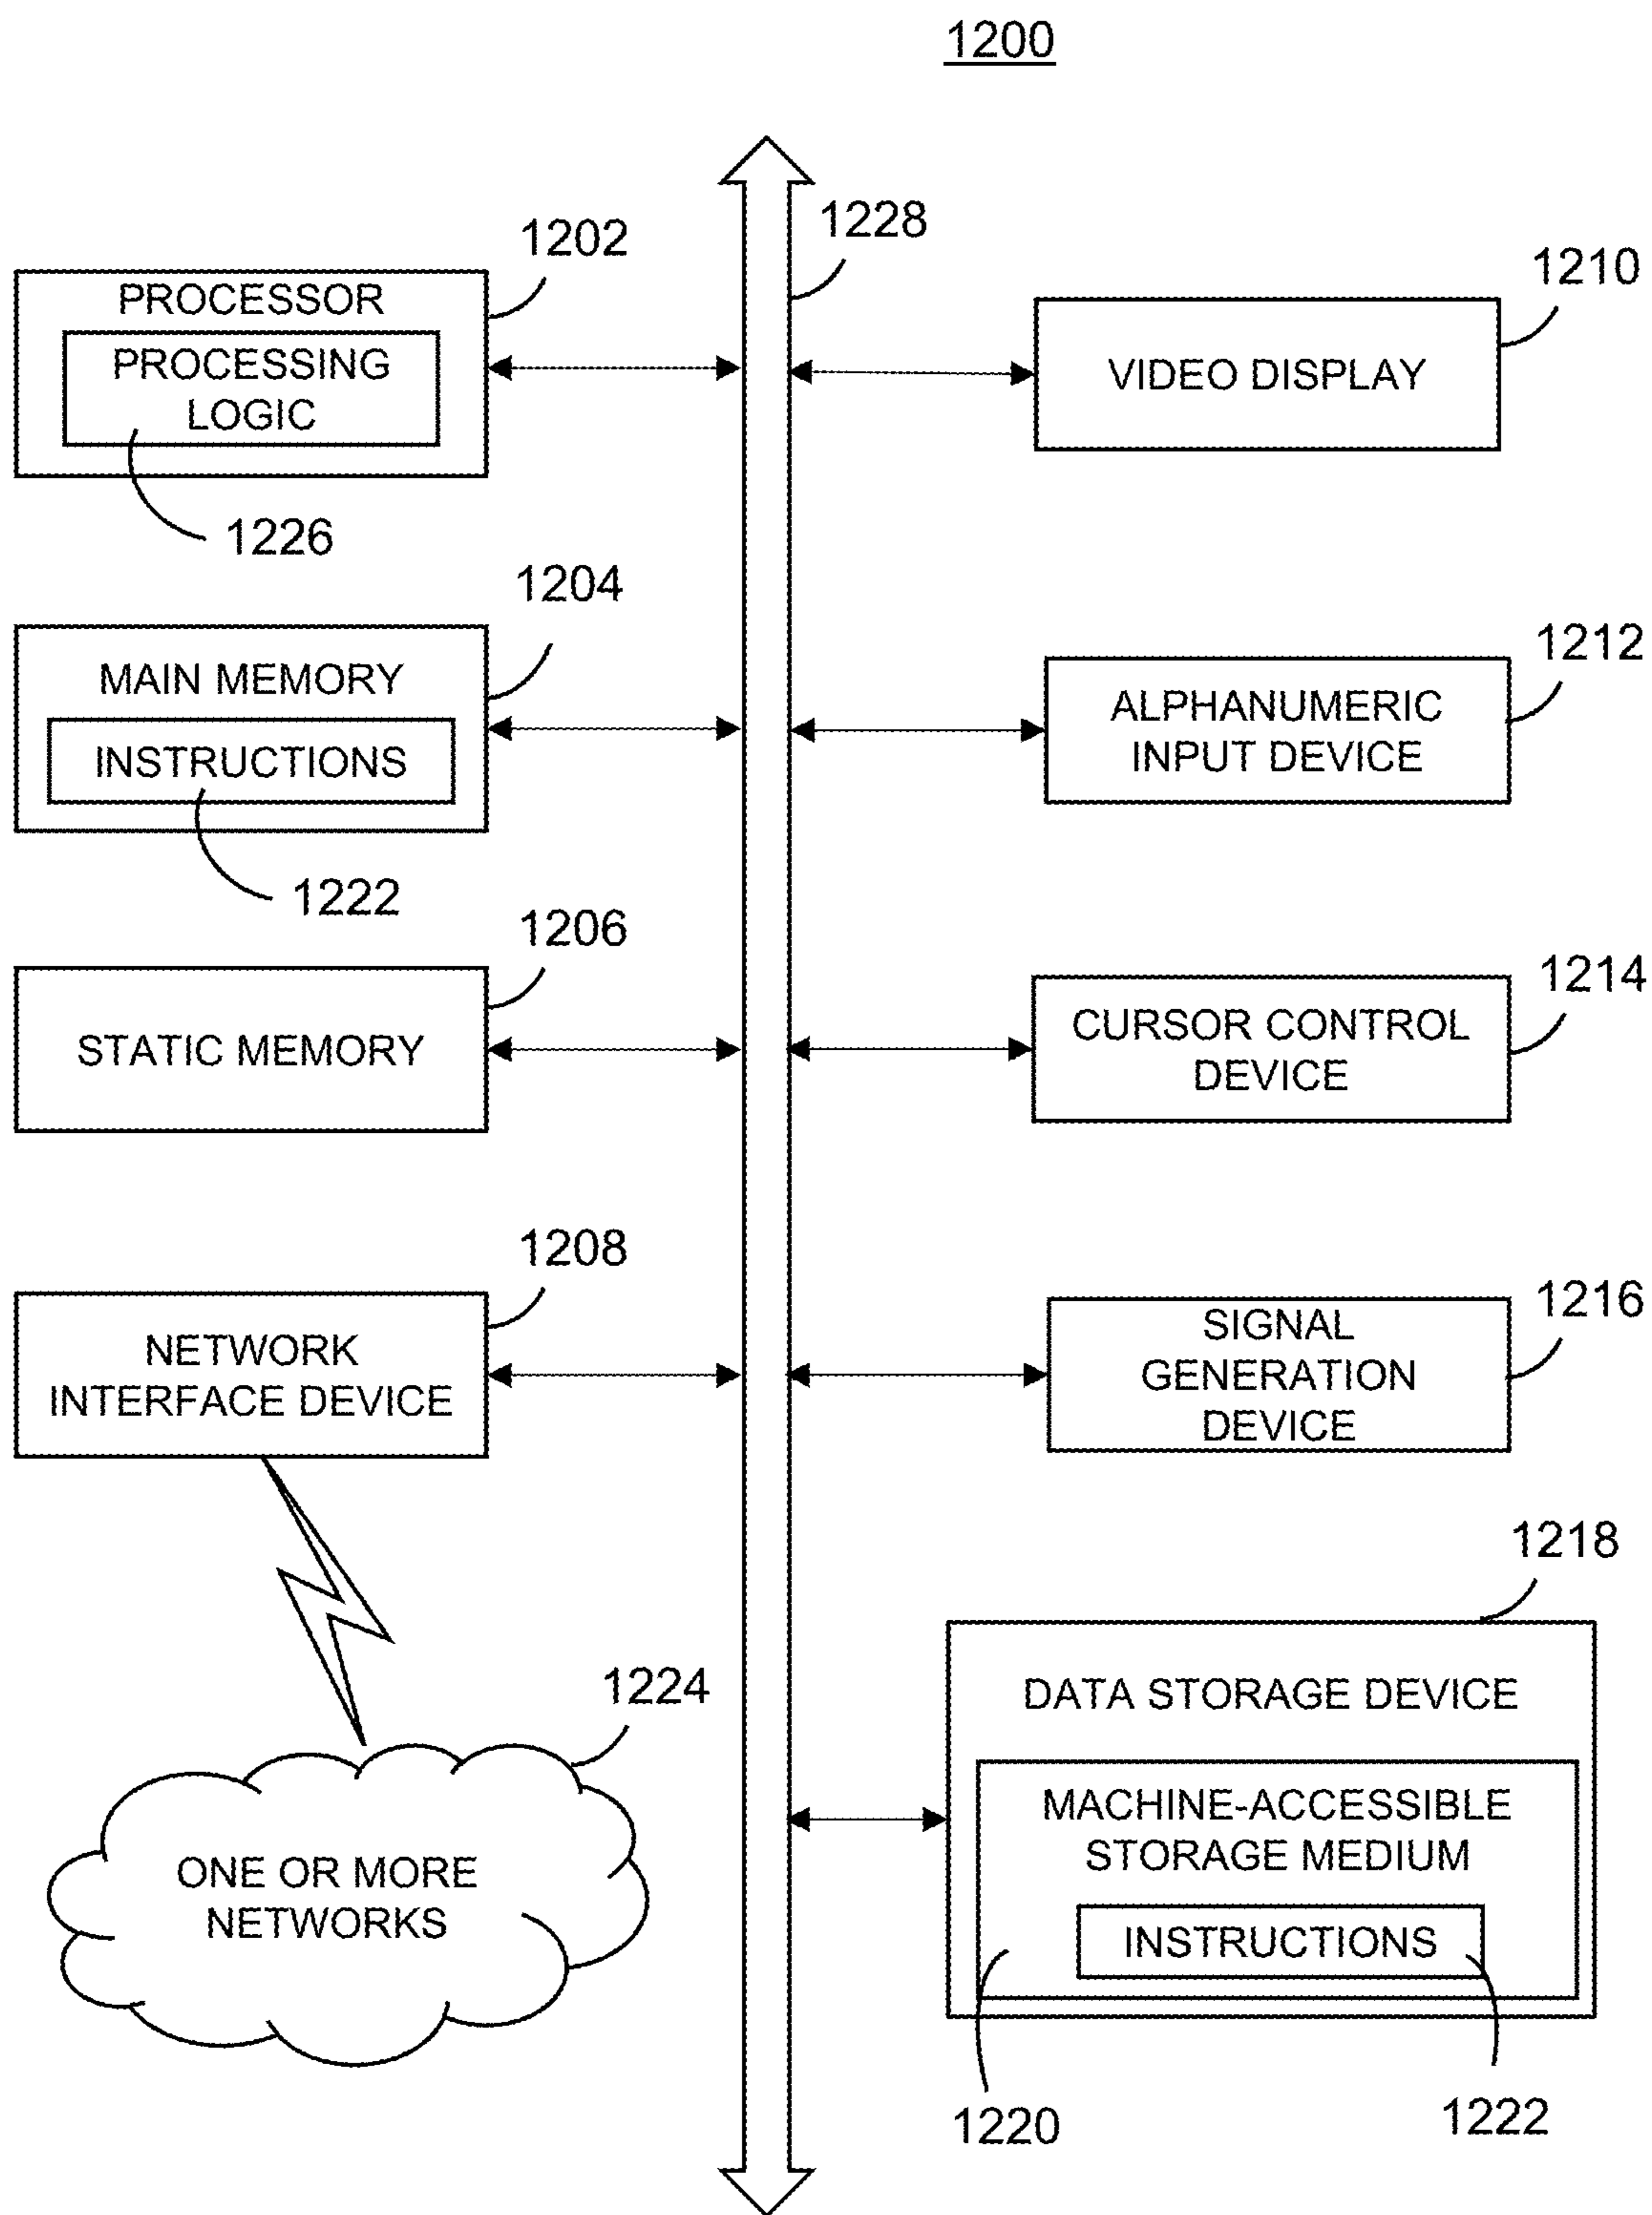 1200
1228
1202
PROCESSOR
PROCESSING
LOGIC
1226
1204
MAIN MEMORY
INSTRUCTIONS
1222
1206
STATIC MEMORY
1208
NETWORK
INTERFACE DEVICE
1224
ONE OR MORE
NETWORKS
1210
VIDEO DISPLAY
1212
ALPHANUMERIC
INPUT DEVICE
1214
CURSOR CONTROL
DEVICE
1216
SIGNAL
GENERATION
DEVICE
1218
DATA STORAGE DEVICE
MACHINE-ACCESSIBLE
STORAGE MEDIUM
INSTRUCTIONS
1220
1222